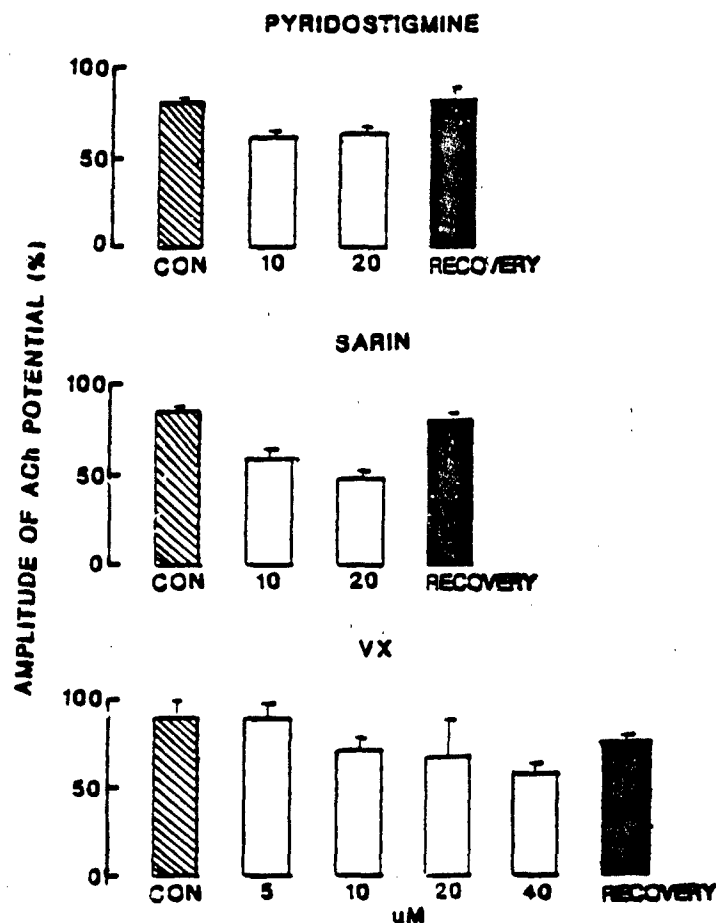 PYRIDOSTIGMINE
100
50
0
CON 10 20 RECOVERY
SARIN
100
50
0
CON 10 20 RECOVERY
VX
100
50
0
CON 5 10 20 40 RECOVERY
uM
AMPLITUDE OF ACh POTENTIAL (%)